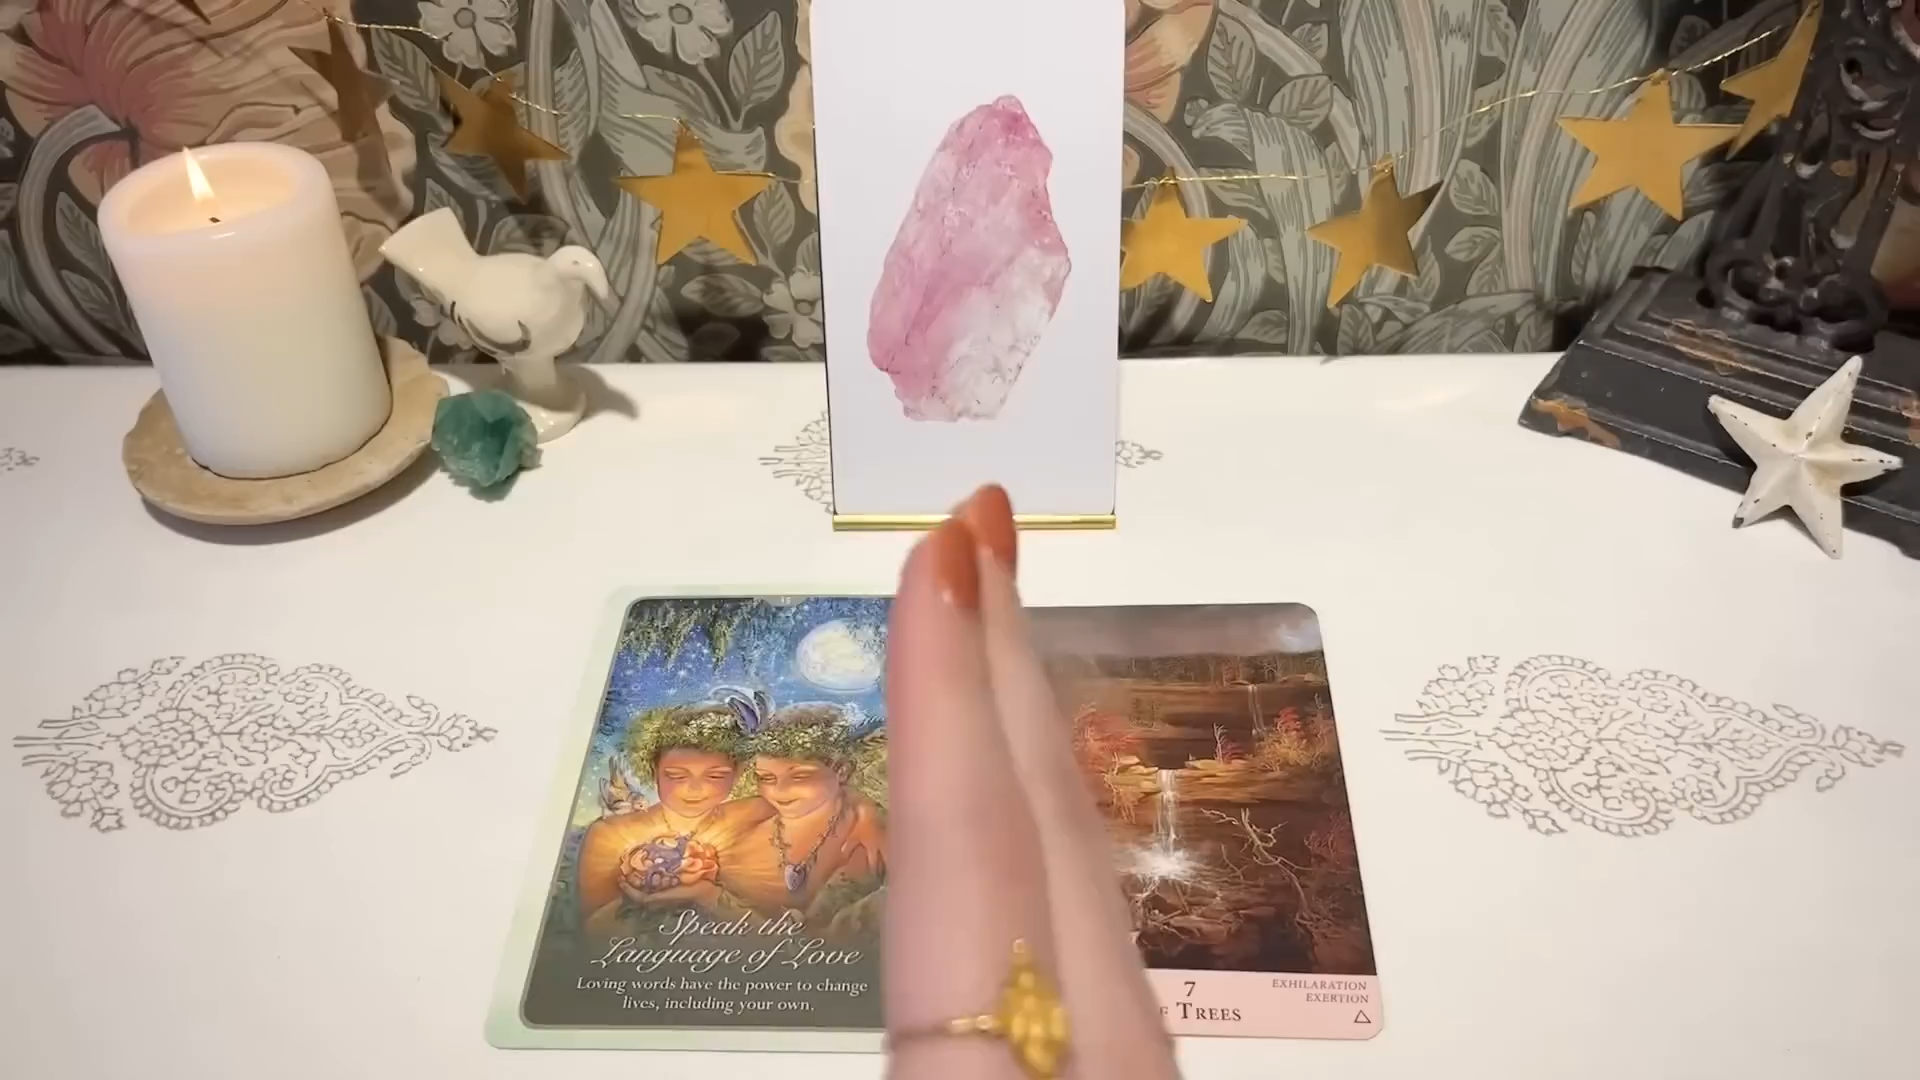 Speak the
Language of Love
Loving words have the power to change
lives, including your own.
7
TREES
EXHILARATION
EXERTION